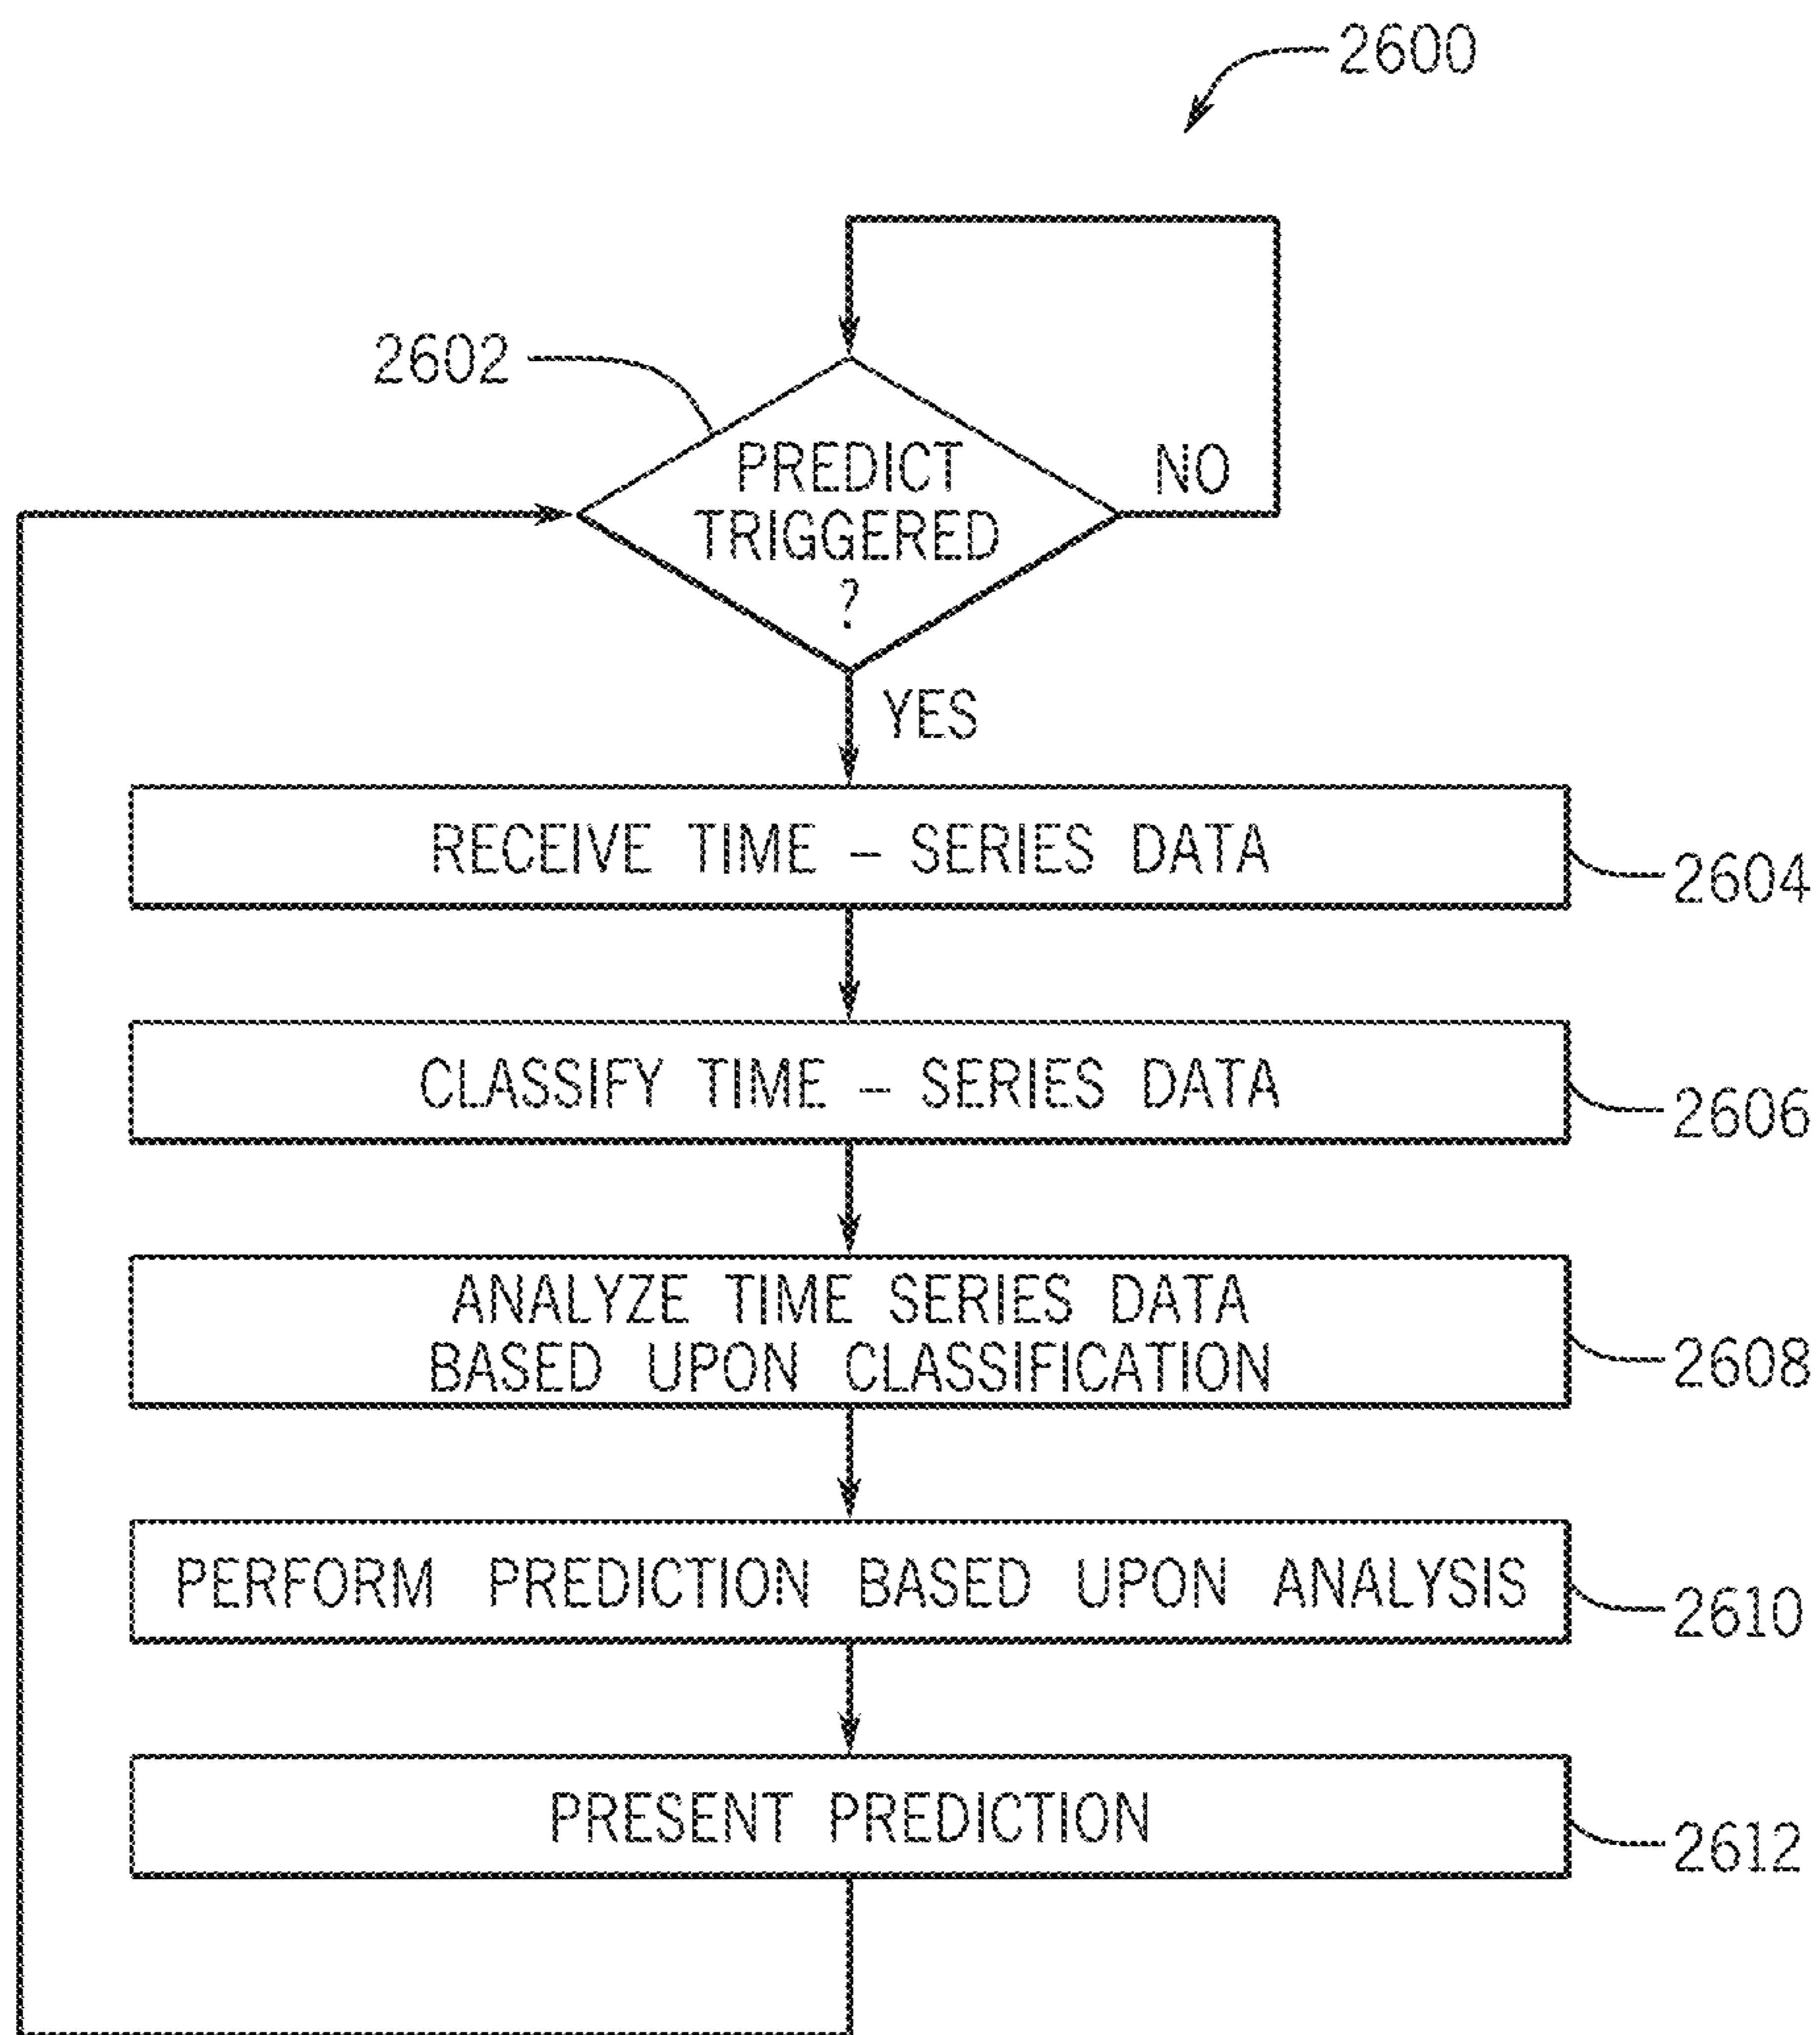 2600
2602
PREDICT
TRIGGERED
?
NO
YES
RECEIVE TIME – SERIES DATA
2604
CLASSIFY TIME – SERIES DATA
2606
ANALYZE TIME SERIES DATA
BASED UPON CLASSIFICATION
2608
PERFORM PREDICTION BASED UPON ANALYSIS
2610
PRESENT PREDICTION
2612